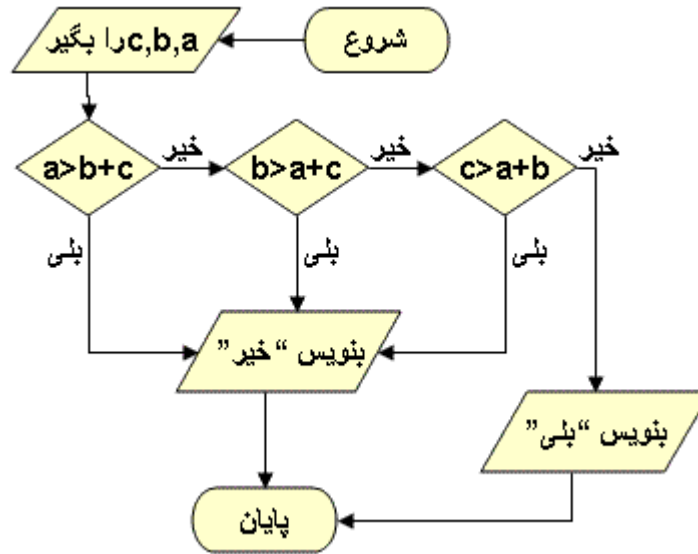 شروع
c,b,a را بگیر
a>b+c
خیر
b>a+c
خیر
c>a+b
خیر
بلی
بلی
بلی
بنویس “خیر”
بنویس “بلی”
پایان